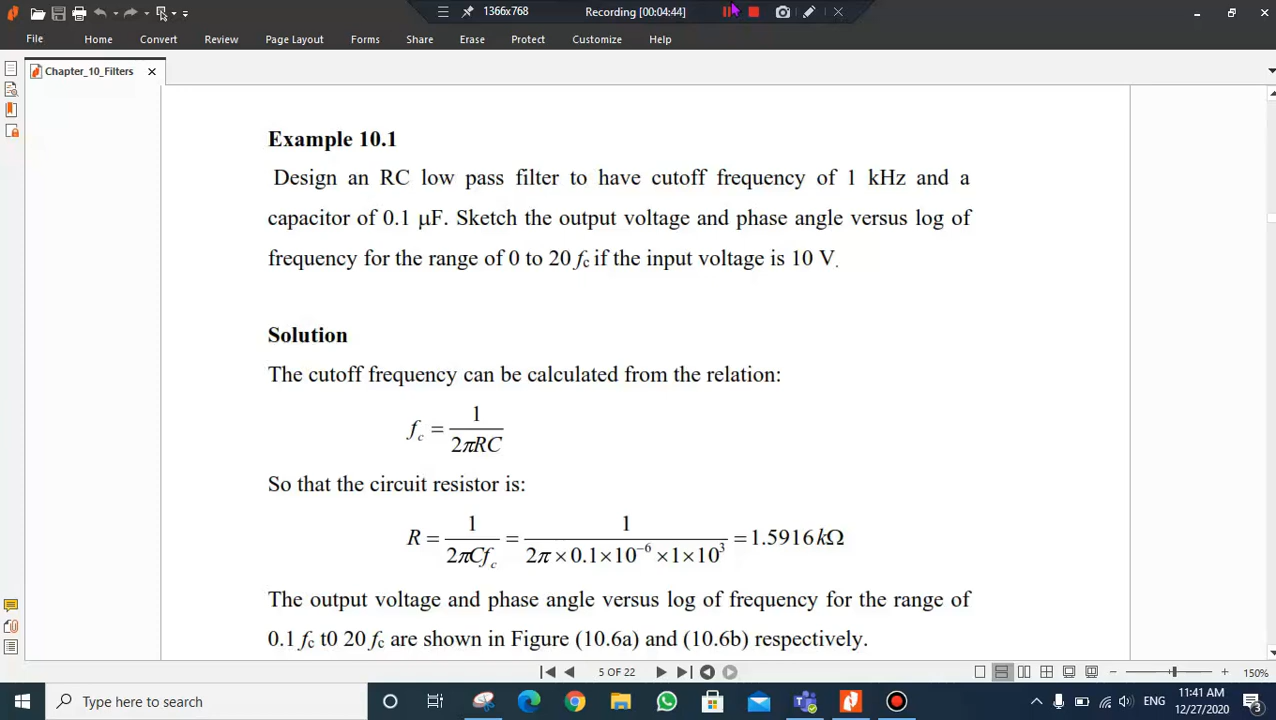 1366x768
Recording [00:04:44]
File Home Convert Review Page Layout Forms Share Erase Protect Customize Help
Chapter_10_Filters
Example 10.1
Design an RC low pass filter to have cutoff frequency of 1 kHz and a
capacitor of 0.1 μF. Sketch the output voltage and phase angle versus log of
frequency for the range of 0 to 20 fc if the input voltage is 10 V.
Solution
The cutoff frequency can be calculated from the relation:
f_c = 1 / 2πRC
So that the circuit resistor is:
R = 1 / 2πCf_c = 1 / 2π×0.1×10^−6×1×10^3 = 1.5916 kΩ
The output voltage and phase angle versus log of frequency for the range of
0.1 fc t0 20 fc are shown in Figure (10.6a) and (10.6b) respectively.
5 OF 22
150%
Type here to search
ENG
11:41 AM
12/27/2020
3